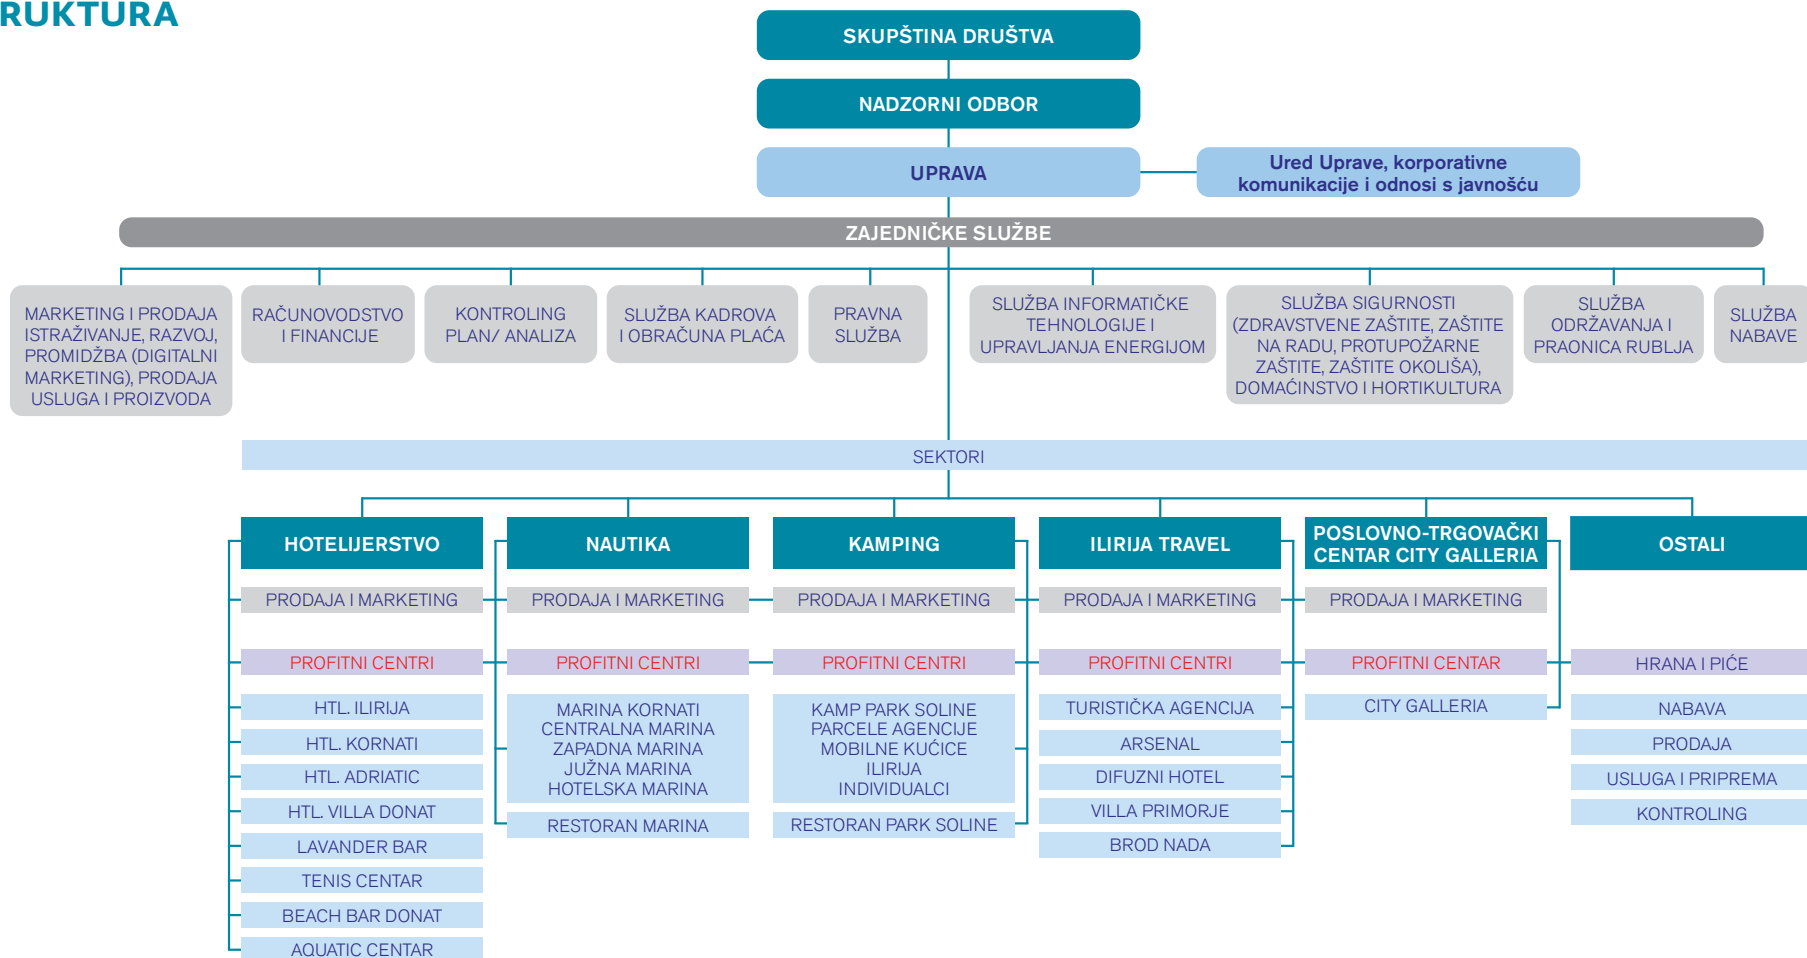 RUKTURA
SKUPŠTINA DRUŠTVA
NADZORNI ODBOR
UPRAVA
Ured Uprave, korporativne
komunikacije i odnosi s javnošću
ZAJEDNIČKE SLUŽBE
MARKETING I PRODAJA
ISTRAŽIVANJE, RAZVOJ,
PROMIDŽBA (DIGITALNI
MARKETING), PRODAJA
USLUGA I PROIZVODA
RAČUNOVODSTVO
I FINANCIJE
KONTROLING
PLAN/ ANALIZA
SLUŽBA KADROVA
I OBRAČUNA PLAĆA
PRAVNA
SLUŽBA
SLUŽBA INFORMATIČKE
TEHNOLOGIJE I
UPRAVLJANJA ENERGIJOM
SLUŽBA SIGURNOSTI
(ZDRAVSTVENE ZAŠTITE, ZAŠTITE
NA RADU, PROTUPOŽARNE
ZAŠTITE, ZAŠTITE OKOLIŠA),
DOMAĆINSTVO I HORTIKULTURA
SLUŽBA
ODRŽAVANJA I
PRAONICA RUBLJA
SLUŽBA
NABAVE
SEKTORI
HOTELIJERSTVO
PRODAJA I MARKETING
PROFITNI CENTRI
HTL. ILIRIJA
HTL. KORNATI
HTL. ADRIATIC
HTL. VILLA DONAT
LAVANDER BAR
TENIS CENTAR
BEACH BAR DONAT
AQUATIC CENTAR
NAUTIKA
PRODAJA I MARKETING
PROFITNI CENTRI
MARINA KORNATI
CENTRALNA MARINA
ZAPADNA MARINA
JUŽNA MARINA
HOTELSKA MARINA
RESTORAN MARINA
KAMPING
PRODAJA I MARKETING
PROFITNI CENTRI
KAMP PARK SOLINE
PARCELE AGENCIJE
MOBILNE KUĆICE
ILIRIJA
INDIVIDUALCI
RESTORAN PARK SOLINE
ILIRIJA TRAVEL
PRODAJA I MARKETING
PROFITNI CENTRI
TURISTIČKA AGENCIJA
ARSENAL
DIFUZNI HOTEL
VILLA PRIMORJE
BROD NADA
POSLOVNO-TRGOVAČKI
CENTAR CITY GALLERIA
PRODAJA I MARKETING
PROFITNI CENTAR
CITY GALLERIA
OSTALI
HRANA I PIĆE
NABAVA
PRODAJA
USLUGA I PRIPREMA
KONTROLING